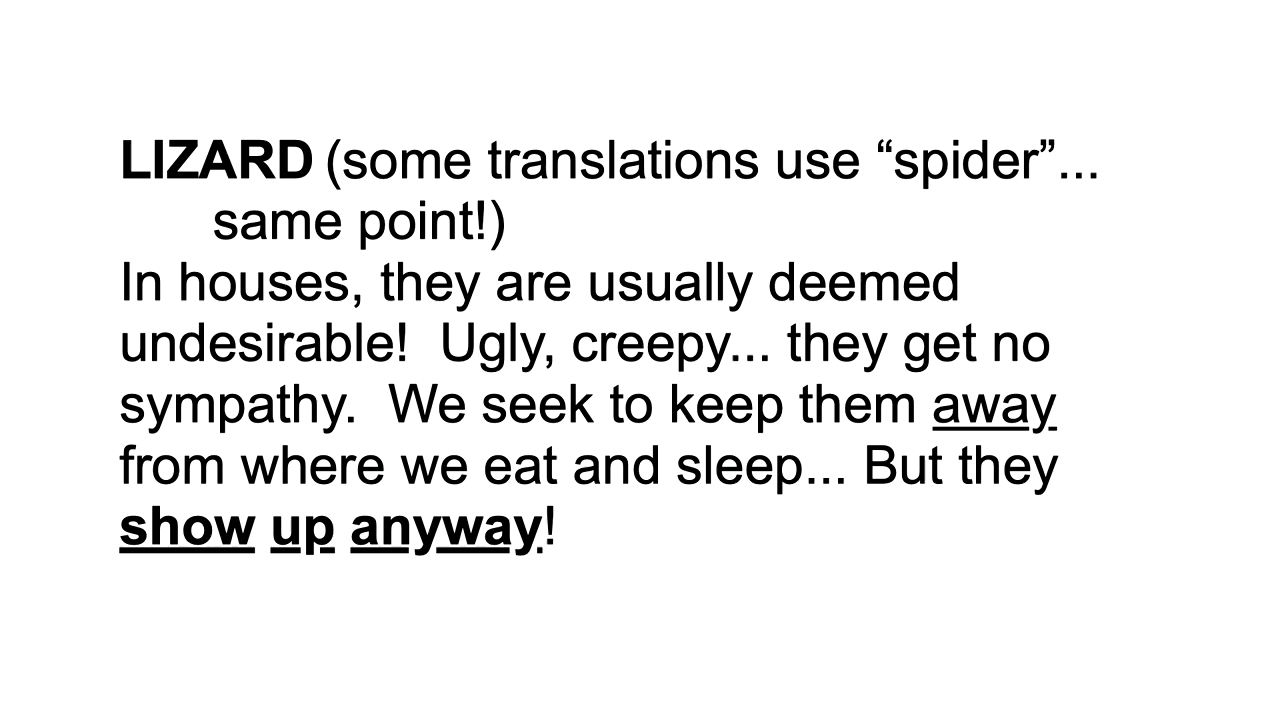 LIZARD (some translations use “spider”...
same point!)
In houses, they are usually deemed
undesirable!  Ugly, creepy... they get no
sympathy.  We seek to keep them away
from where we eat and sleep... But they
show up anyway!